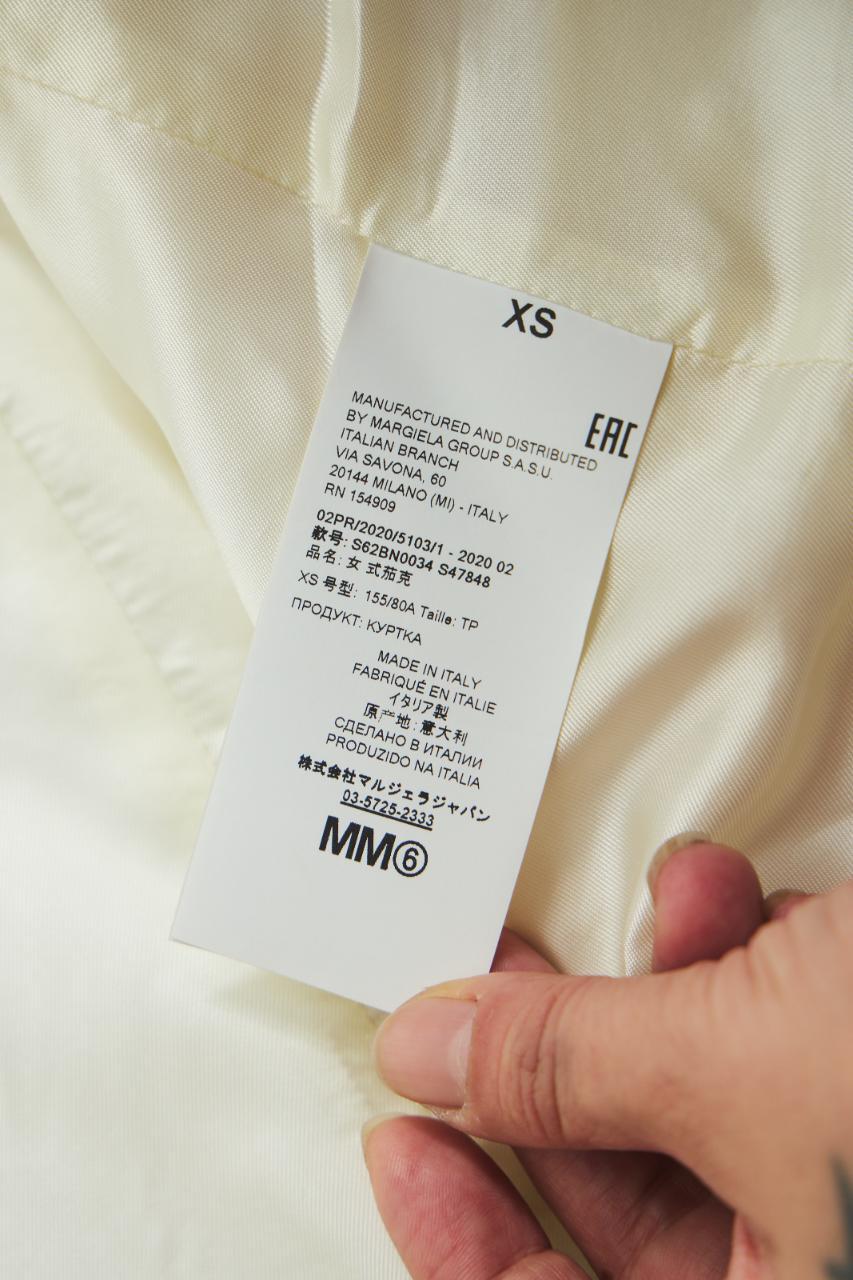 XS
EAC
MANUFACTURED AND DISTRIBUTED
BY MARGIELA GROUP S.A.S.U.
ITALIAN BRANCH
VIA SAVONA, 60
20144 MILANO (MI) - ITALY
RN 154909
02PR/2020/5103/1 - 2020 02
款号: S62BN0034 S47848
品名: 女 式茄克
XS 号型: 155/80A Taille: TP
ПРОДУКТ: КУРТКА
MADE IN ITALY
FABRIQUÉ EN ITALIE
イタリア製
原产地: 意大利
СДЕЛАНО В ИТАЛИИ
PRODUZIDO NA ITALIA
株式会社マルジェラジャパン
03-5725-2333
MM⑥